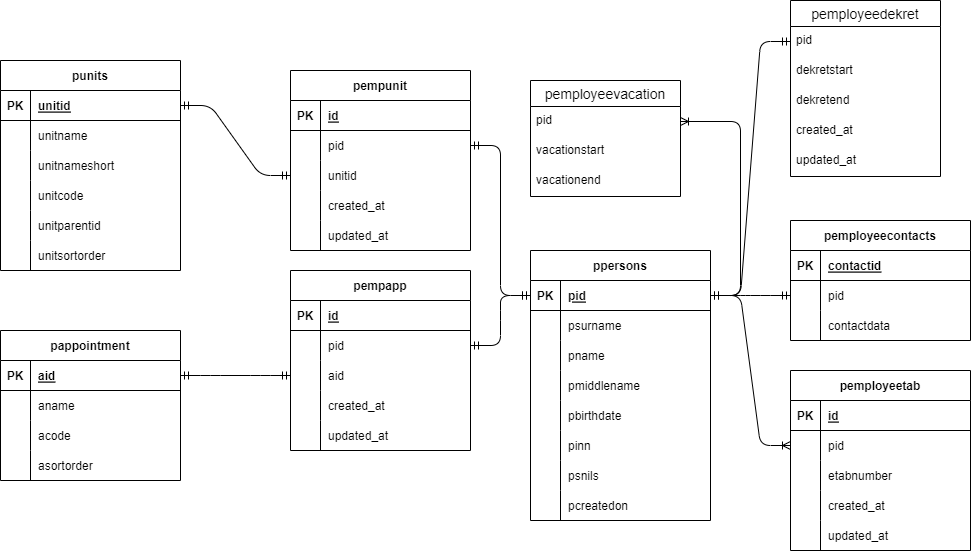 punits
PK unitid
unitname
unitnameshort
unitcode
unitparentid
unitsortorder
pappointment
PK aid
aname
acode
asortorder
pempunit
PK id
pid
unitid
created_at
updated_at
pempapp
PK id
pid
aid
created_at
updated_at
pemployeevacation
pid
vacationstart
vacationend
ppersons
PK pid
psurname
pname
pmiddlename
pbirthdate
pinn
psnils
pcreatedon
pemployeedekret
pid
dekretstart
dekretend
created_at
updated_at
pemployeecontacts
PK contactid
pid
contactdata
pemployeetab
PK id
pid
etabnumber
created_at
updated_at